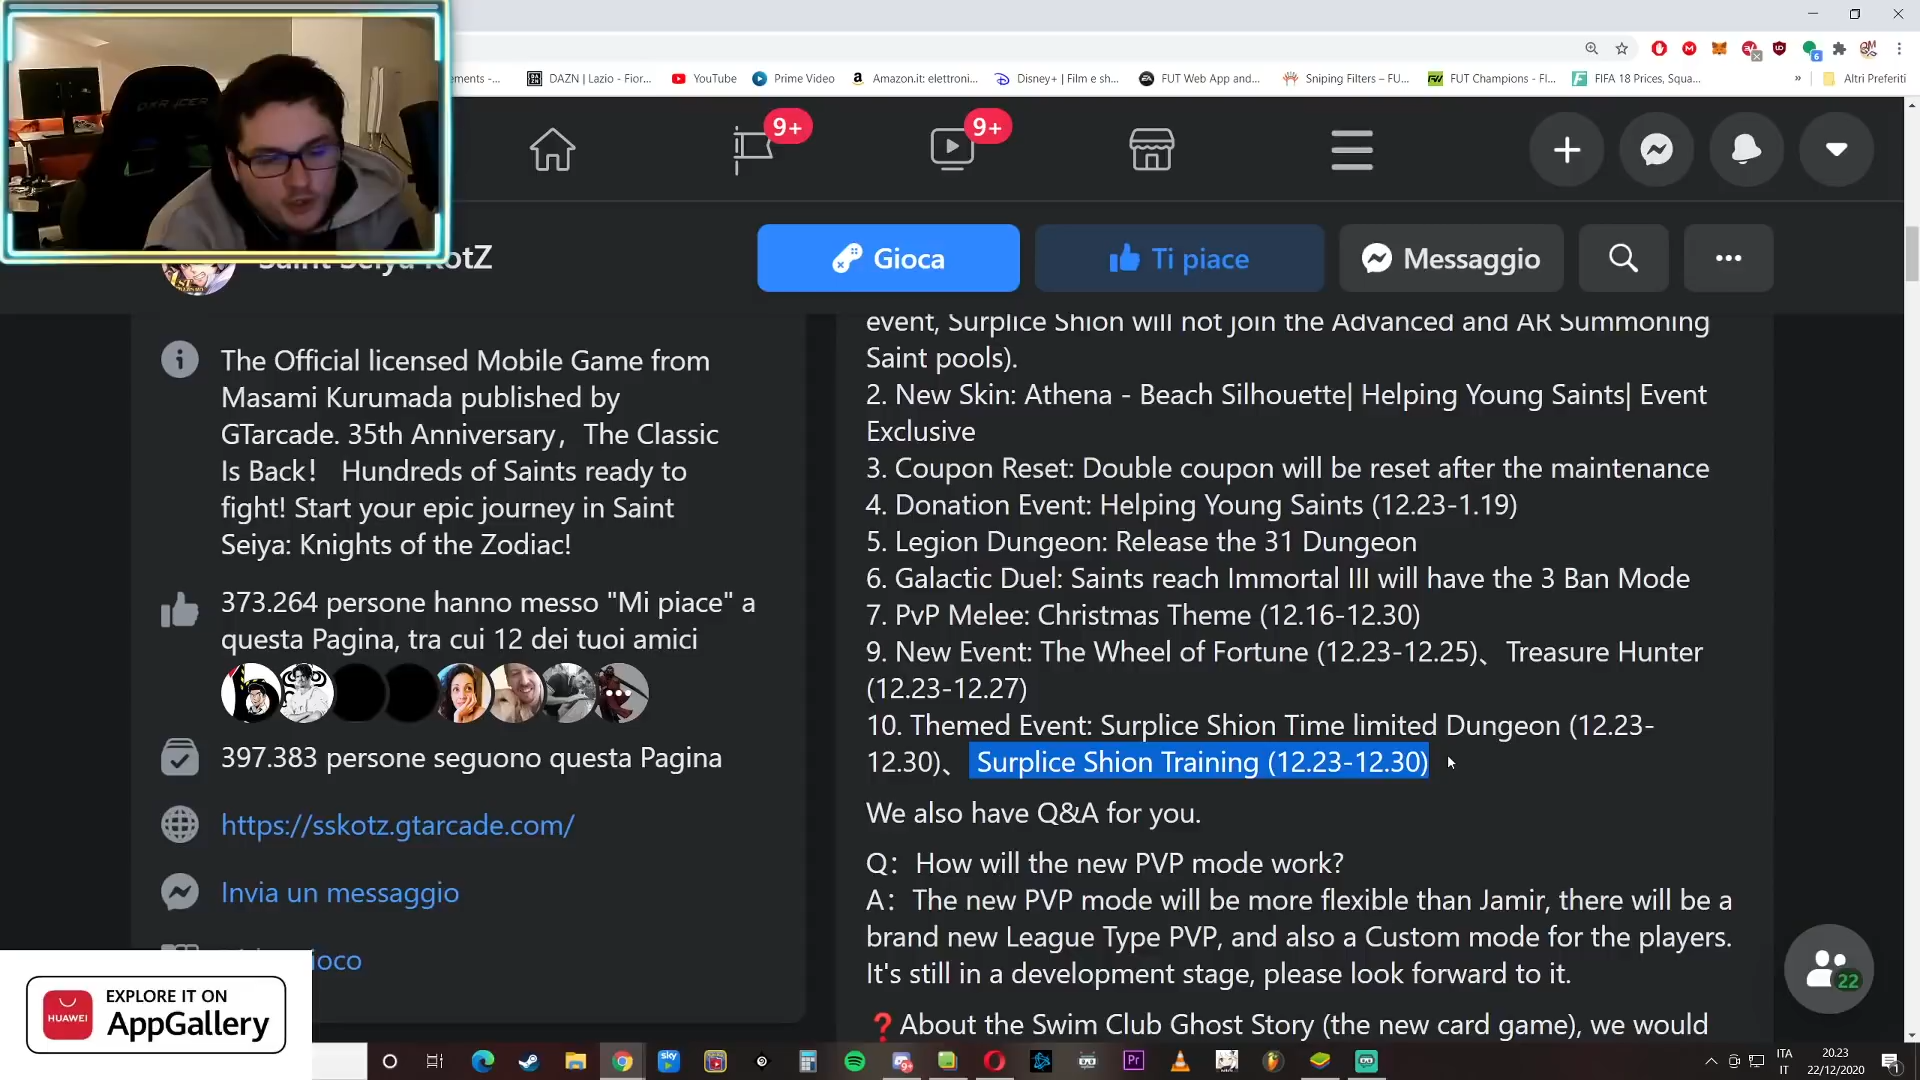 ements -...
DAZN | Lazio - Fior...
YouTube
Prime Video
Amazon.it: elettroni...
Disney+ | Film e sh...
FUT Web App and...
Sniping Filters – FU...
FUT Champions - FI...
FIFA 18 Prices, Squa...
»
Altri Preferiti
9+
9+
Saint Seiya KotZ
Gioca
Ti piace
Messaggio
The Official licensed Mobile Game from
Masami Kurumada published by
GTarcade. 35th Anniversary，The Classic
Is Back！ Hundreds of Saints ready to
fight! Start your epic journey in Saint
Seiya: Knights of the Zodiac!
373.264 persone hanno messo "Mi piace" a
questa Pagina, tra cui 12 dei tuoi amici
397.383 persone seguono questa Pagina
https://sskotz.gtarcade.com/
Invia un messaggio
ioco
event, Surplice Shion will not join the Advanced and AR Summoning
Saint pools).
2. New Skin: Athena - Beach Silhouette| Helping Young Saints| Event
Exclusive
3. Coupon Reset: Double coupon will be reset after the maintenance
4. Donation Event: Helping Young Saints (12.23-1.19)
5. Legion Dungeon: Release the 31 Dungeon
6. Galactic Duel: Saints reach Immortal III will have the 3 Ban Mode
7. PvP Melee: Christmas Theme (12.16-12.30)
9. New Event: The Wheel of Fortune (12.23-12.25)、Treasure Hunter
(12.23-12.27)
10. Themed Event: Surplice Shion Time limited Dungeon (12.23-
12.30)、 Surplice Shion Training (12.23-12.30)
We also have Q&A for you.
Q：How will the new PVP mode work?
A：The new PVP mode will be more flexible than Jamir, there will be a
brand new League Type PVP, and also a Custom mode for the players.
It's still in a development stage, please look forward to it.
❓About the Swim Club Ghost Story (the new card game), we would
22
HUAWEI
EXPLORE IT ON
AppGallery
ITA
IT
20.23
22/12/2020